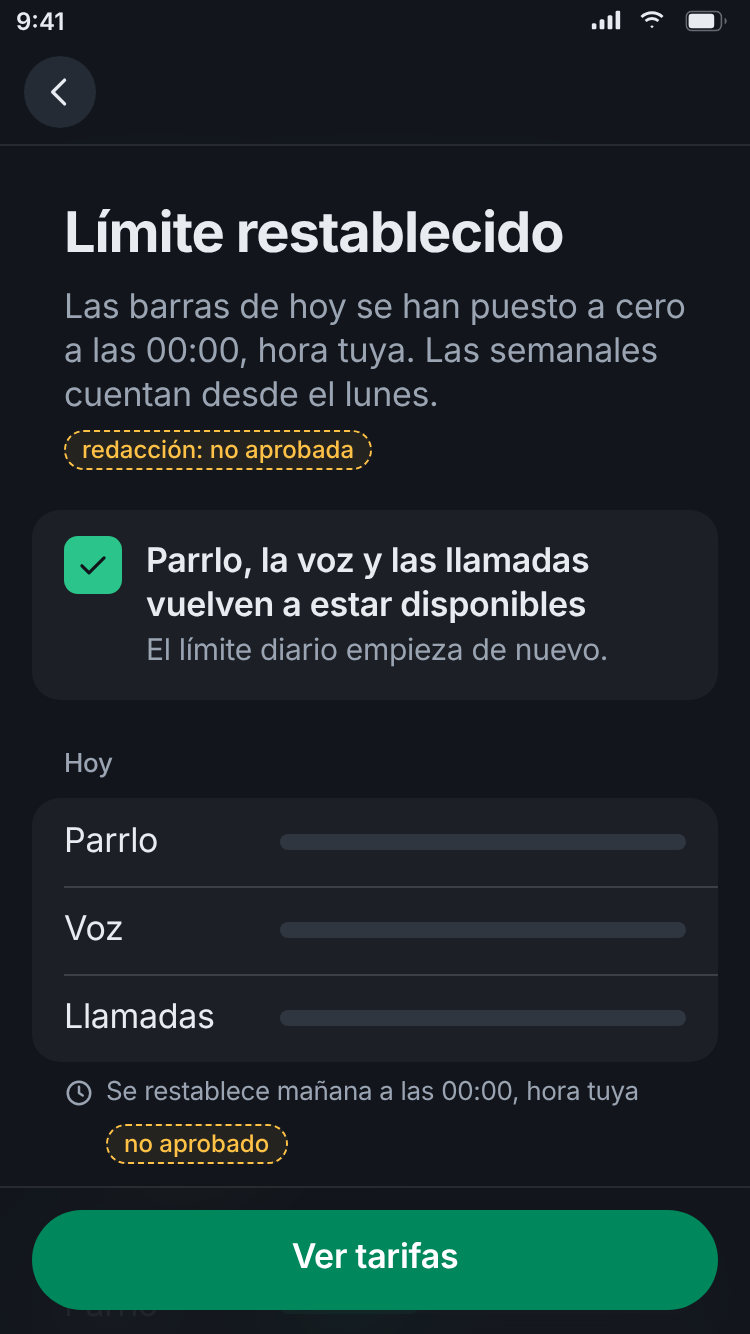 9:41
Límite restablecido
Las barras de hoy se han puesto a cero
a las 00:00, hora tuya. Las semanales
cuentan desde el lunes.
redacción: no aprobada
Parrlo, la voz y las llamadas
vuelven a estar disponibles
El límite diario empieza de nuevo.
Hoy
Parrlo
Voz
Llamadas
Se restablece mañana a las 00:00, hora tuya
no aprobado
Ver tarifas